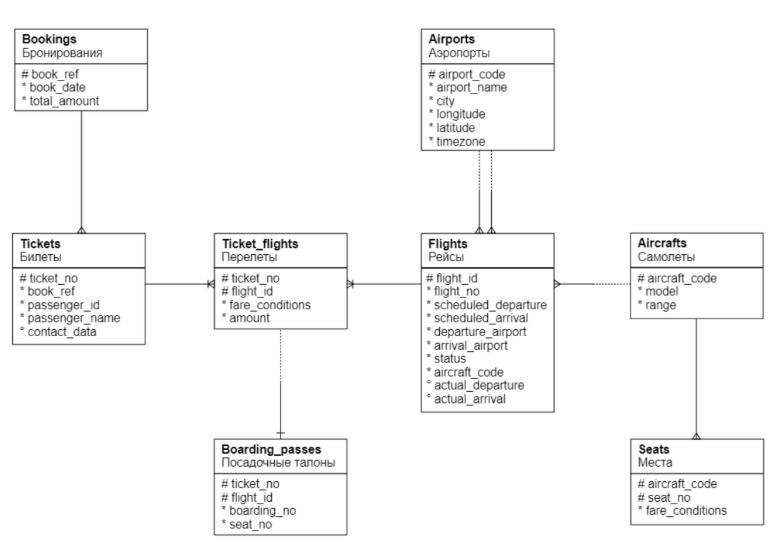 Bookings
Бронирования
# book_ref
* book_date
* total_amount
Airports
Аэропорты
# airport_code
* airport_name
* city
* longitude
* latitude
* timezone
Tickets
Билеты
# ticket_no
* book_ref
* passenger_id
* passenger_name
° contact_data
Ticket_flights
Перелеты
# ticket_no
# flight_id
* fare_conditions
* amount
Flights
Рейсы
# flight_id
* flight_no
* scheduled_departure
* scheduled_arrival
* departure_airport
* arrival_airport
* status
* aircraft_code
° actual_departure
° actual_arrival
Aircrafts
Самолеты
# aircraft_code
* model
* range
Boarding_passes
Посадочные талоны
# ticket_no
# flight_id
* boarding_no
* seat_no
Seats
Места
# aircraft_code
# seat_no
* fare_conditions